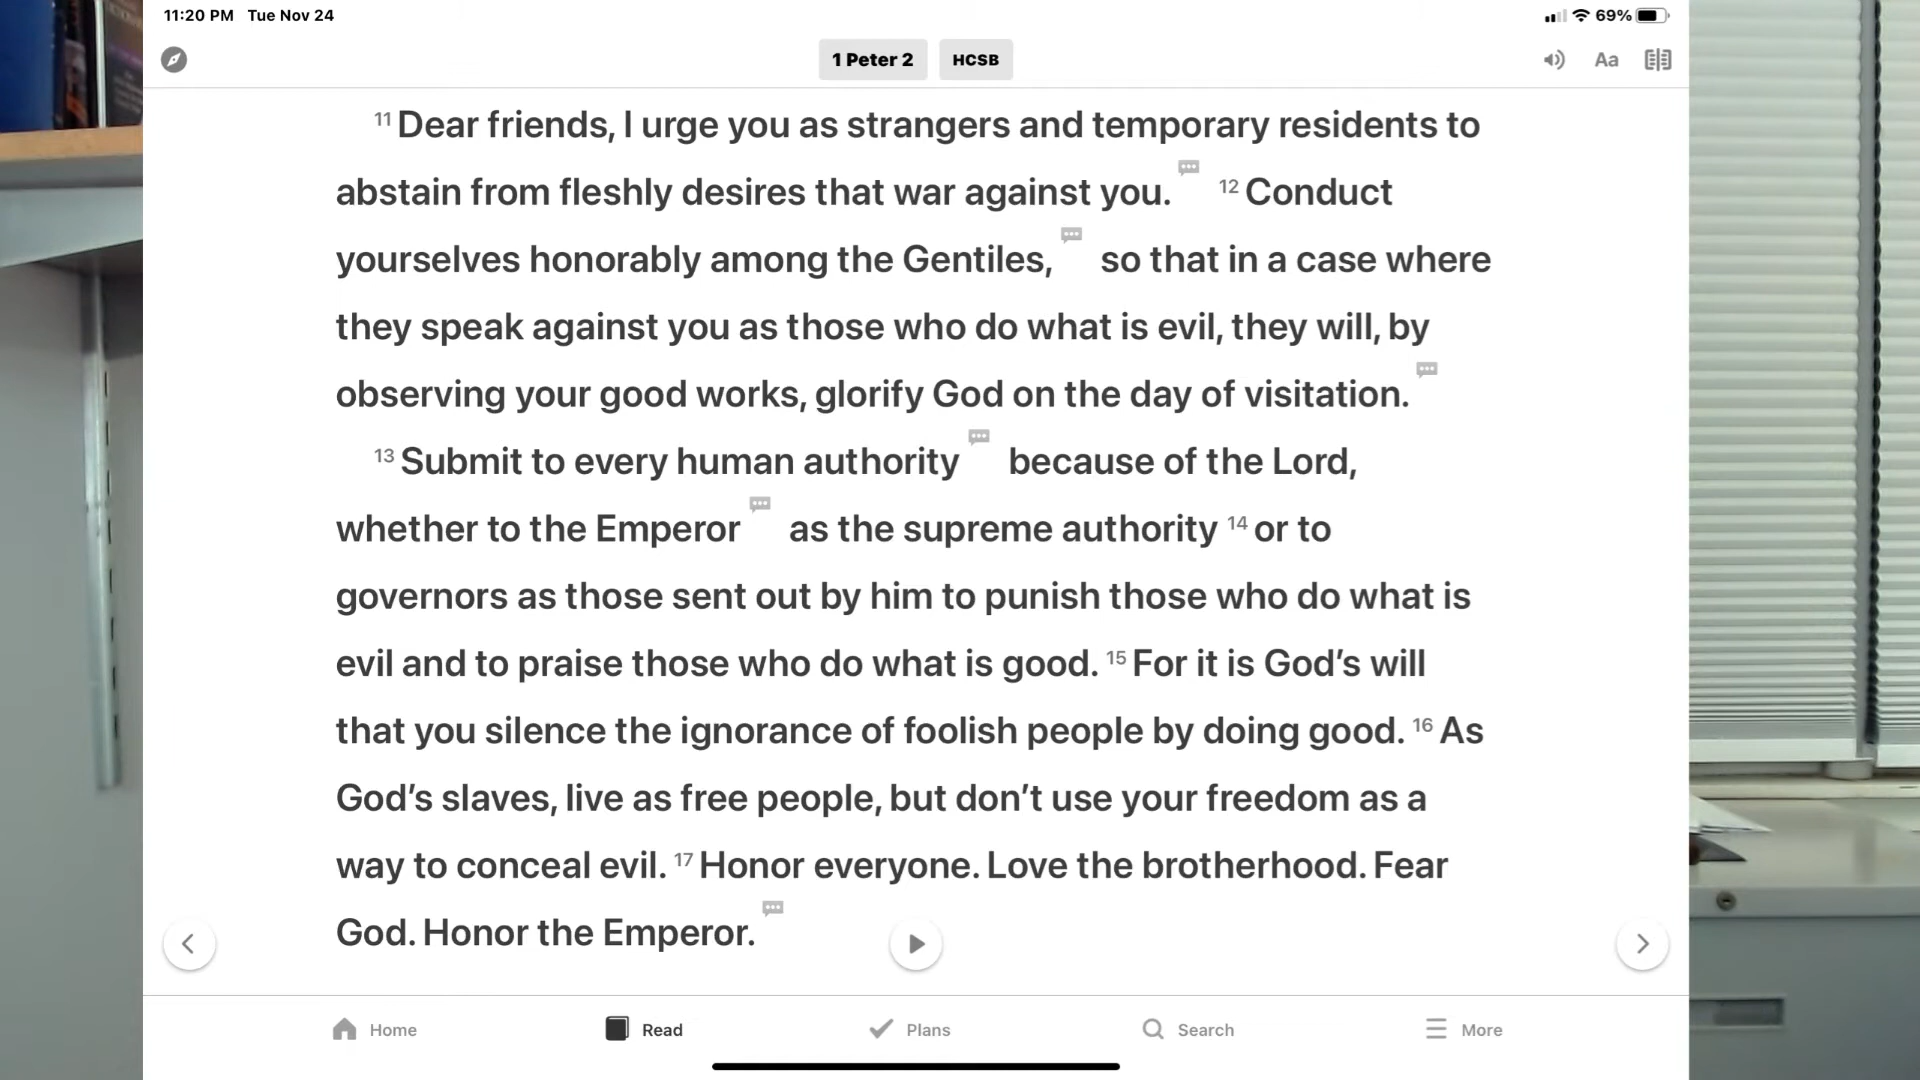 11:20 PM Tue Nov 24
69%
1 Peter 2 HCSB
Aa
11 Dear friends, I urge you as strangers and temporary residents to
abstain from fleshly desires that war against you. 12 Conduct
yourselves honorably among the Gentiles, so that in a case where
they speak against you as those who do what is evil, they will, by
observing your good works, glorify God on the day of visitation.
13 Submit to every human authority because of the Lord,
whether to the Emperor as the supreme authority 14 or to
governors as those sent out by him to punish those who do what is
evil and to praise those who do what is good. 15 For it is God’s will
that you silence the ignorance of foolish people by doing good. 16 As
God’s slaves, live as free people, but don’t use your freedom as a
way to conceal evil. 17 Honor everyone. Love the brotherhood. Fear
God. Honor the Emperor.
Home Read Plans Search More